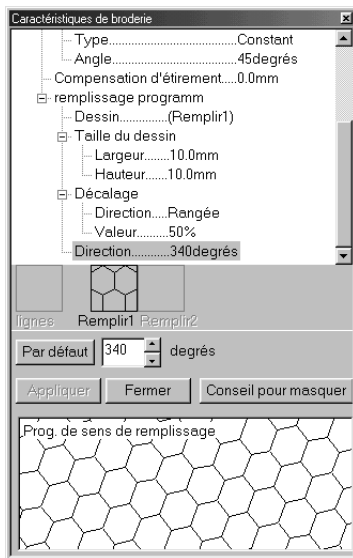 Caractéristiques de broderie
Type......................Constant
Angle.....................45degrés
Compensation d'étirement.....0.0mm
remplissage programm
Dessin..............(Remplir1)
Taille du dessin
Largeur.......10.0mm
Hauteur.......10.0mm
Décalage
Direction.....Rangée
Valeur.........50%
Direction............340degrés
lignes Remplir1 Remplir2
Par défaut 340 degrés
Appliquer Fermer Conseil pour masquer
Prog. de sens de remplissage